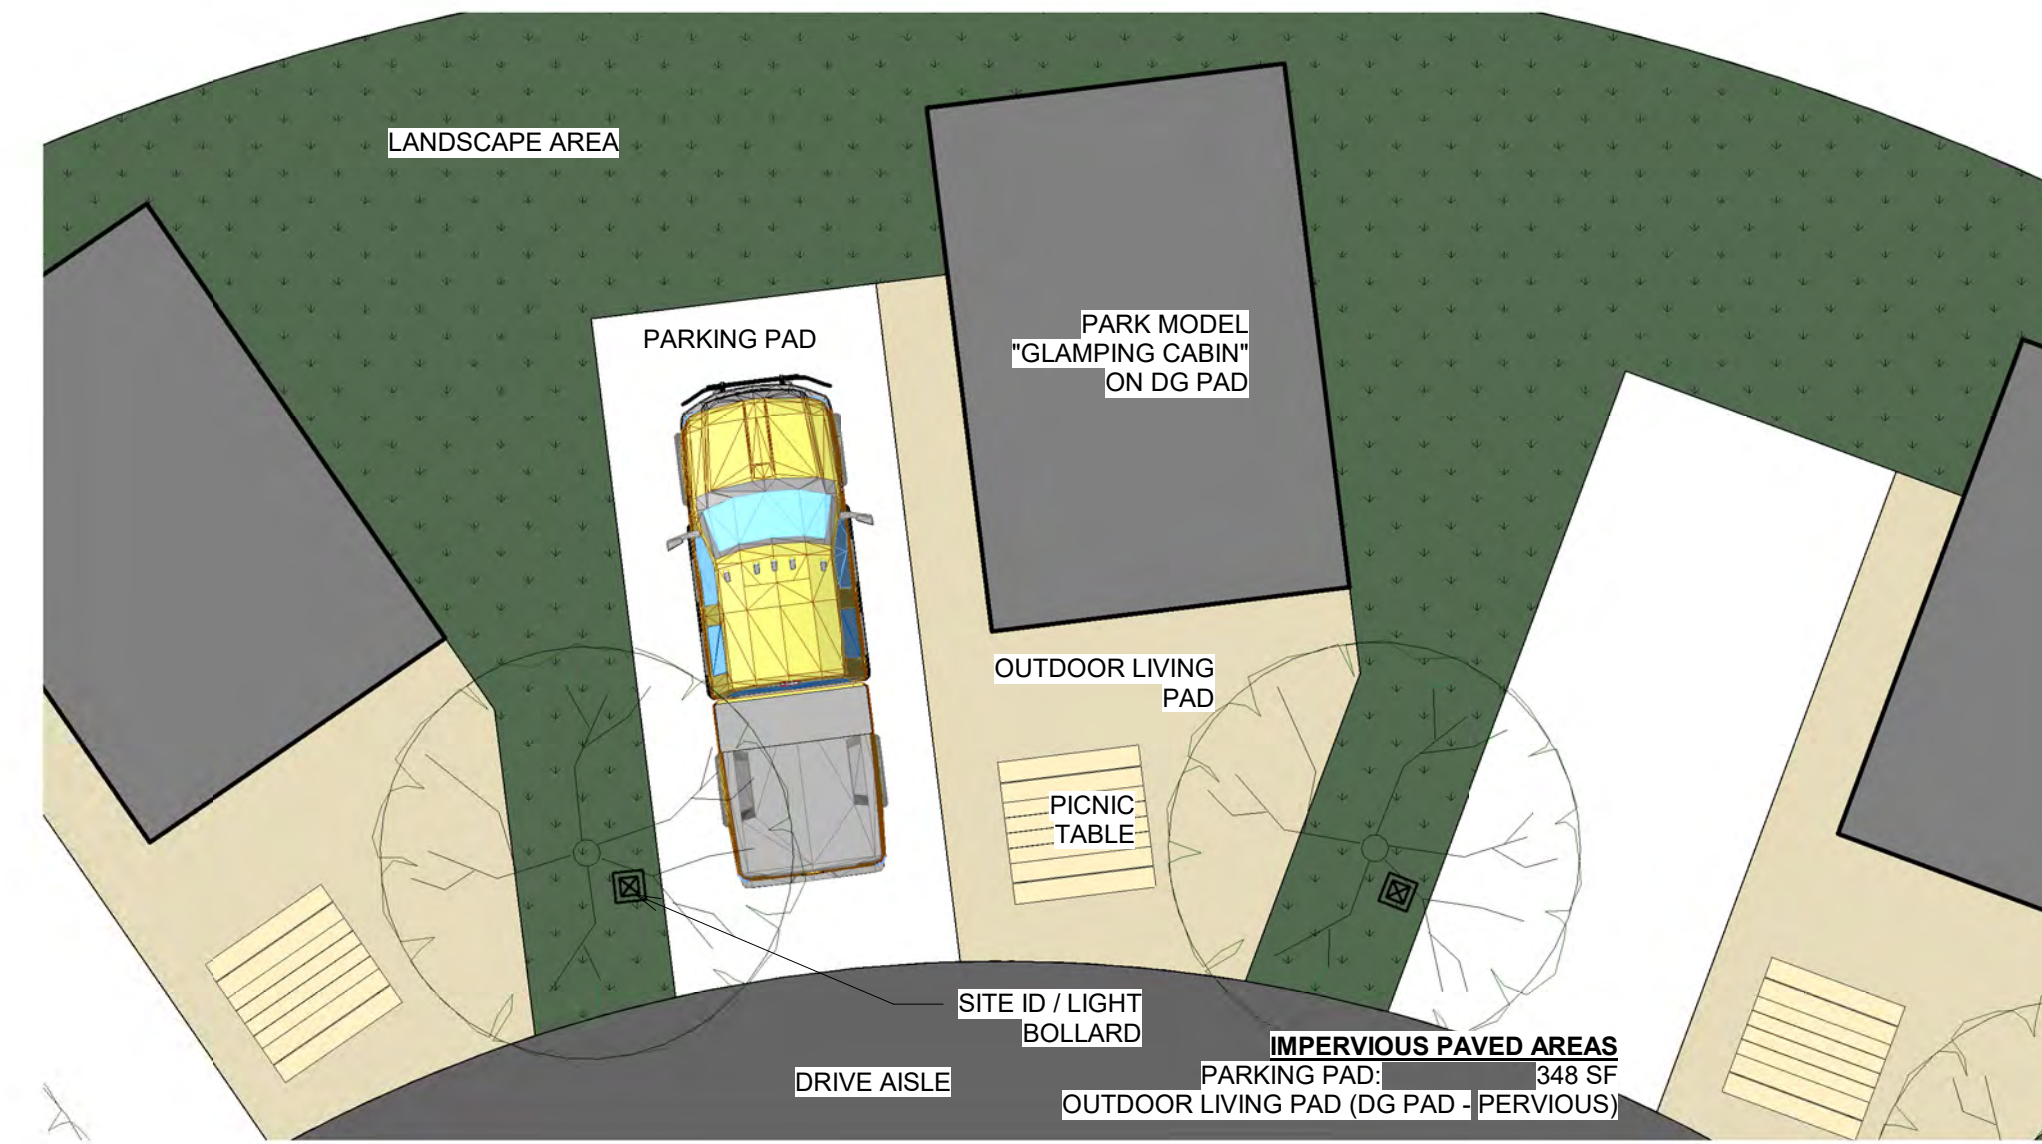 LANDSCAPE AREA
PARKING PAD
PARK MODEL
"GLAMPING CABIN"
ON DG PAD
OUTDOOR LIVING
PAD
PICNIC
TABLE
SITE ID / LIGHT
BOLLARD
DRIVE AISLE
IMPERVIOUS PAVED AREAS
PARKING PAD: 348 SF
OUTDOOR LIVING PAD (DG PAD - PERVIOUS)